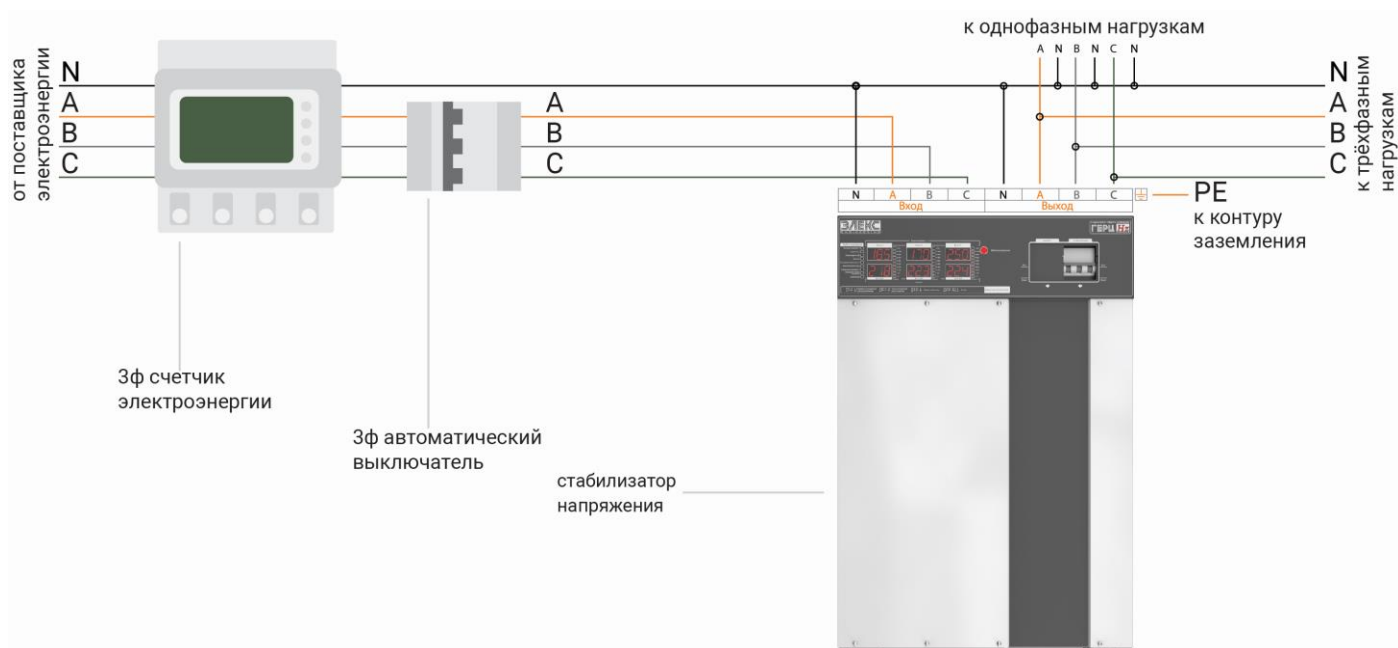 к однофазным нагрузкам
A N B N C N
от поставщика
электроэнергии
N
A
B
C
A
B
C
N
A
B
C
к трёхфазным
нагрузкам
N A B C N A B C
Вход Выход
PE
к контуру
заземления
ЭЛЕКС
ГЕРЦ
3ф счетчик
электроэнергии
3ф автоматический
выключатель
стабилизатор
напряжения